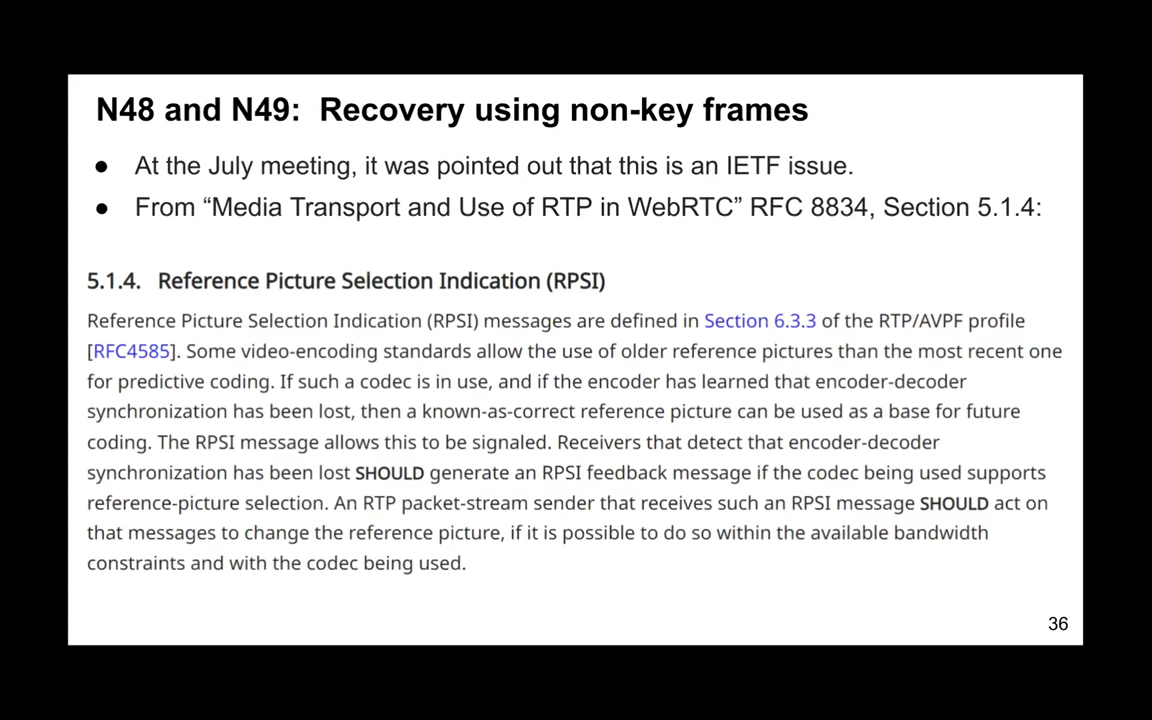 N48 and N49: Recovery using non-key frames
● At the July meeting, it was pointed out that this is an IETF issue.
● From “Media Transport and Use of RTP in WebRTC” RFC 8834, Section 5.1.4:
5.1.4. Reference Picture Selection Indication (RPSI)
Reference Picture Selection Indication (RPSI) messages are defined in Section 6.3.3 of the RTP/AVPF profile
[RFC4585]. Some video-encoding standards allow the use of older reference pictures than the most recent one
for predictive coding. If such a codec is in use, and if the encoder has learned that encoder-decoder
synchronization has been lost, then a known-as-correct reference picture can be used as a base for future
coding. The RPSI message allows this to be signaled. Receivers that detect that encoder-decoder
synchronization has been lost SHOULD generate an RPSI feedback message if the codec being used supports
reference-picture selection. An RTP packet-stream sender that receives such an RPSI message SHOULD act on
that messages to change the reference picture, if it is possible to do so within the available bandwidth
constraints and with the codec being used.
36